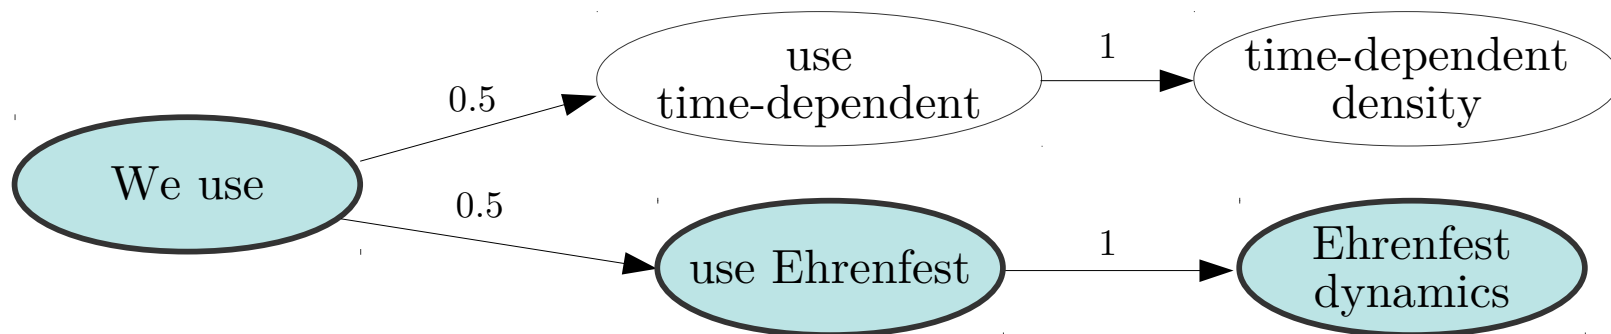 use
time-dependent
1
time-dependent
density
0.5
We use
0.5
use Ehrenfest
1
Ehrenfest
dynamics